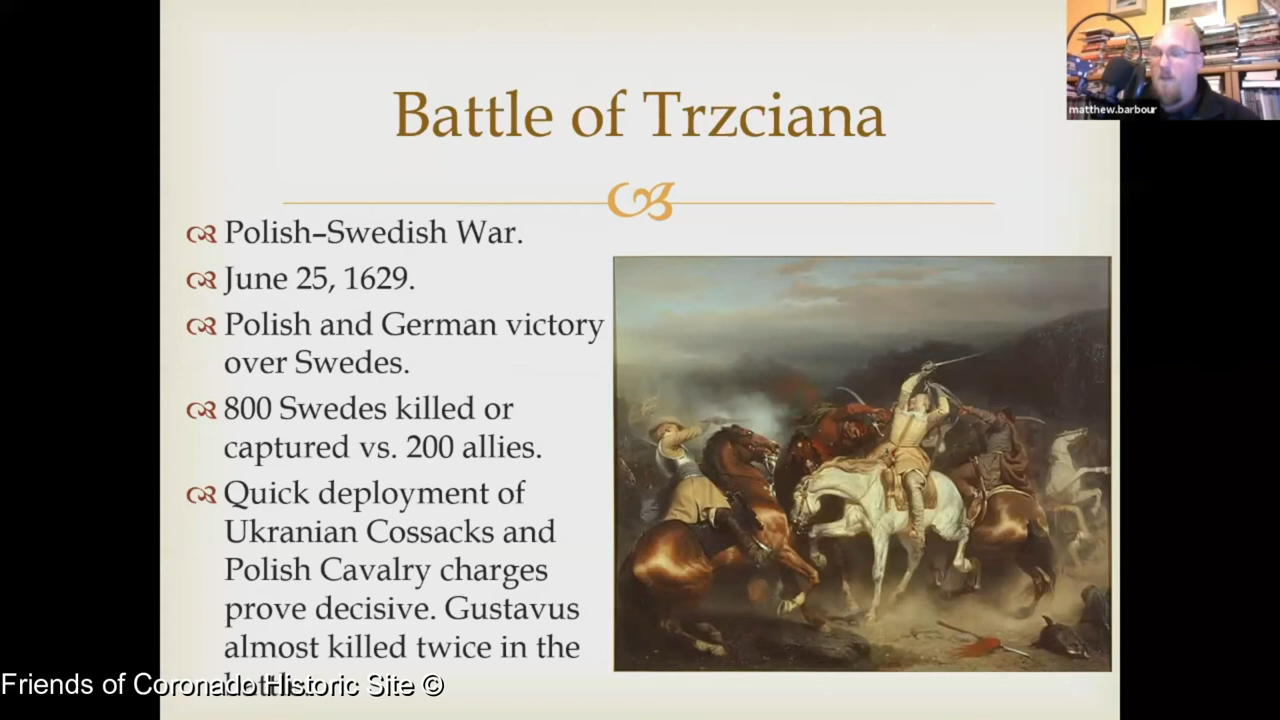 matthew.barbour
Battle of Trzciana
Polish–Swedish War.
June 25, 1629.
Polish and German victory
over Swedes.
800 Swedes killed or
captured vs. 200 allies.
Quick deployment of
Ukranian Cossacks and
Polish Cavalry charges
prove decisive. Gustavus
almost killed twice in the
Friends of Coronado Historic Site ©